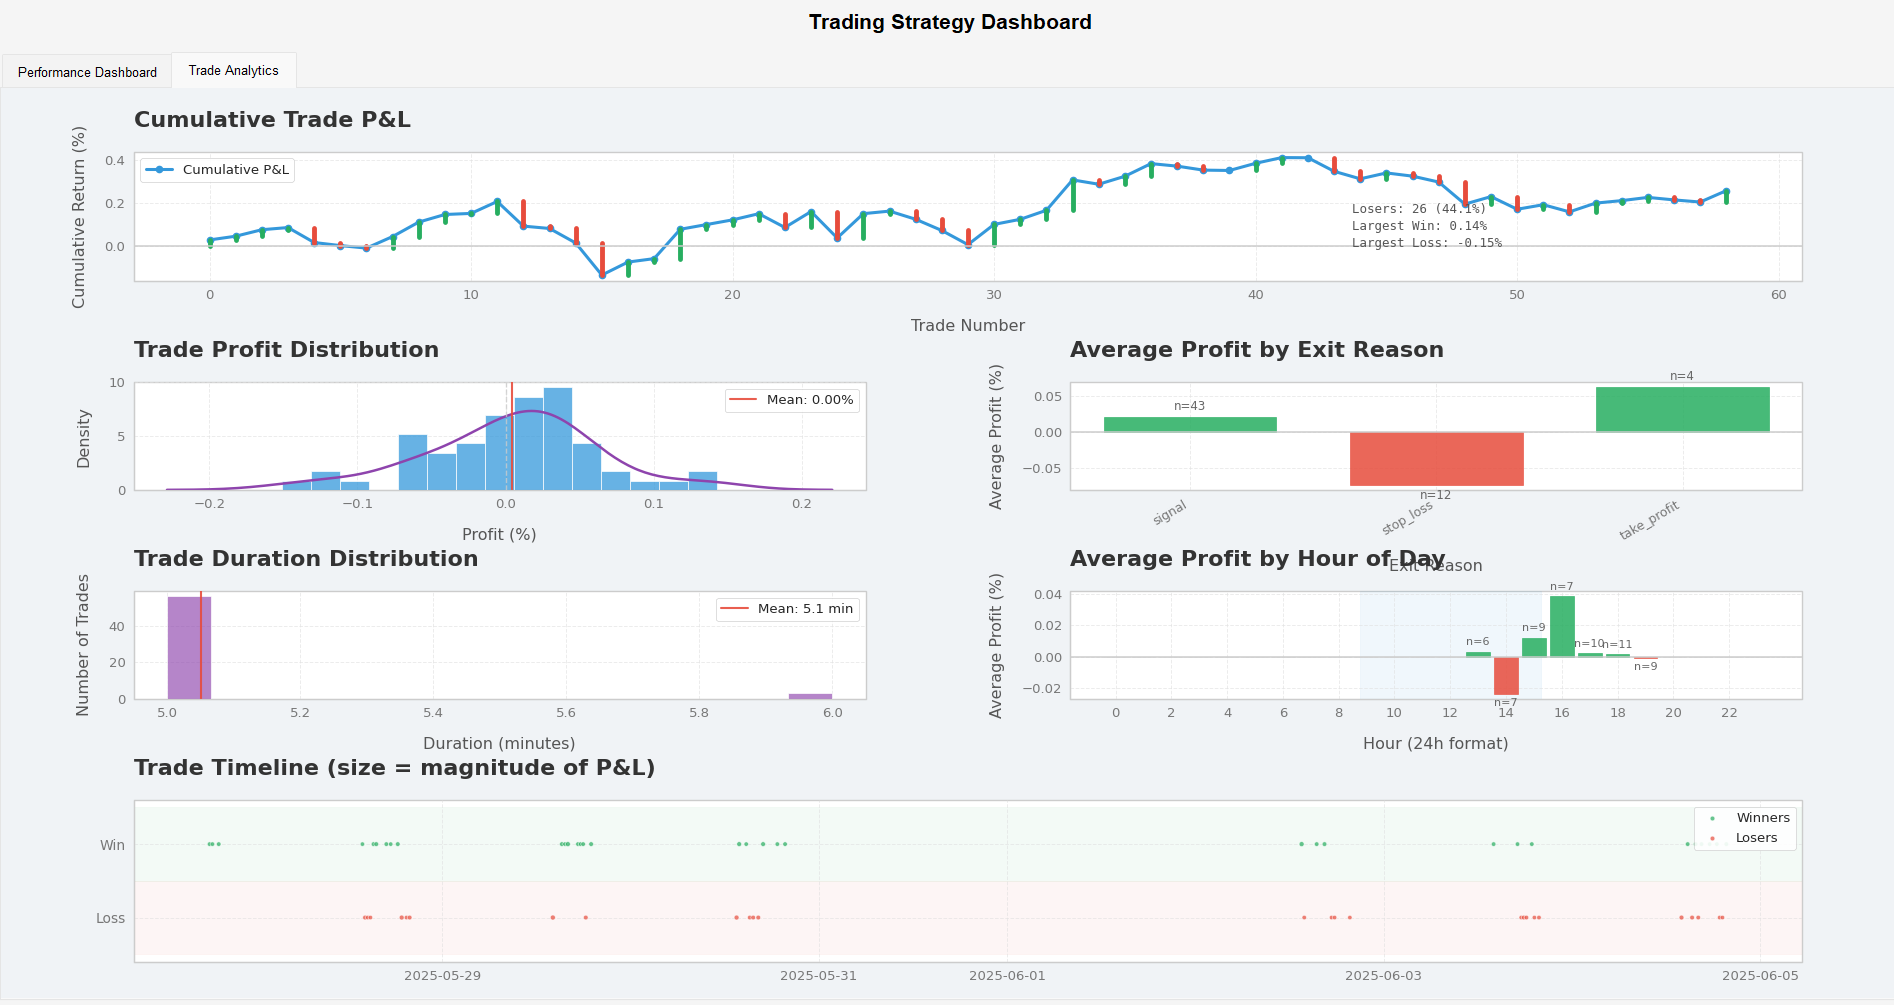 Trading Strategy Dashboard
Performance Dashboard
Trade Analytics
Cumulative Trade P&L
Cumulative Return (%)
0.4
0.2
0.0
Cumulative P&L
Losers: 26 (44.1%)
Largest Win: 0.14%
Largest Loss: -0.15%
0 10 20 30 40 50 60
Trade Number
Trade Profit Distribution
Density
10
5
0
Mean: 0.00%
−0.2 −0.1 0.0 0.1 0.2
Profit (%)
Average Profit by Exit Reason
Average Profit (%)
0.05
0.00
−0.05
n=43
n=12
n=4
signal
stop_loss
take_profit
Exit Reason
Trade Duration Distribution
Number of Trades
40
20
0
Mean: 5.1 min
5.0 5.2 5.4 5.6 5.8 6.0
Duration (minutes)
Average Profit by Hour of Day
Average Profit (%)
0.04
0.02
0.00
−0.02
n=6
n=7
n=9
n=7
n=10
n=11
n=9
0 2 4 6 8 10 12 14 16 18 20 22
Hour (24h format)
Trade Timeline (size = magnitude of P&L)
Win
Loss
Winners
Losers
2025-05-29 2025-05-31 2025-06-01 2025-06-03 2025-06-05